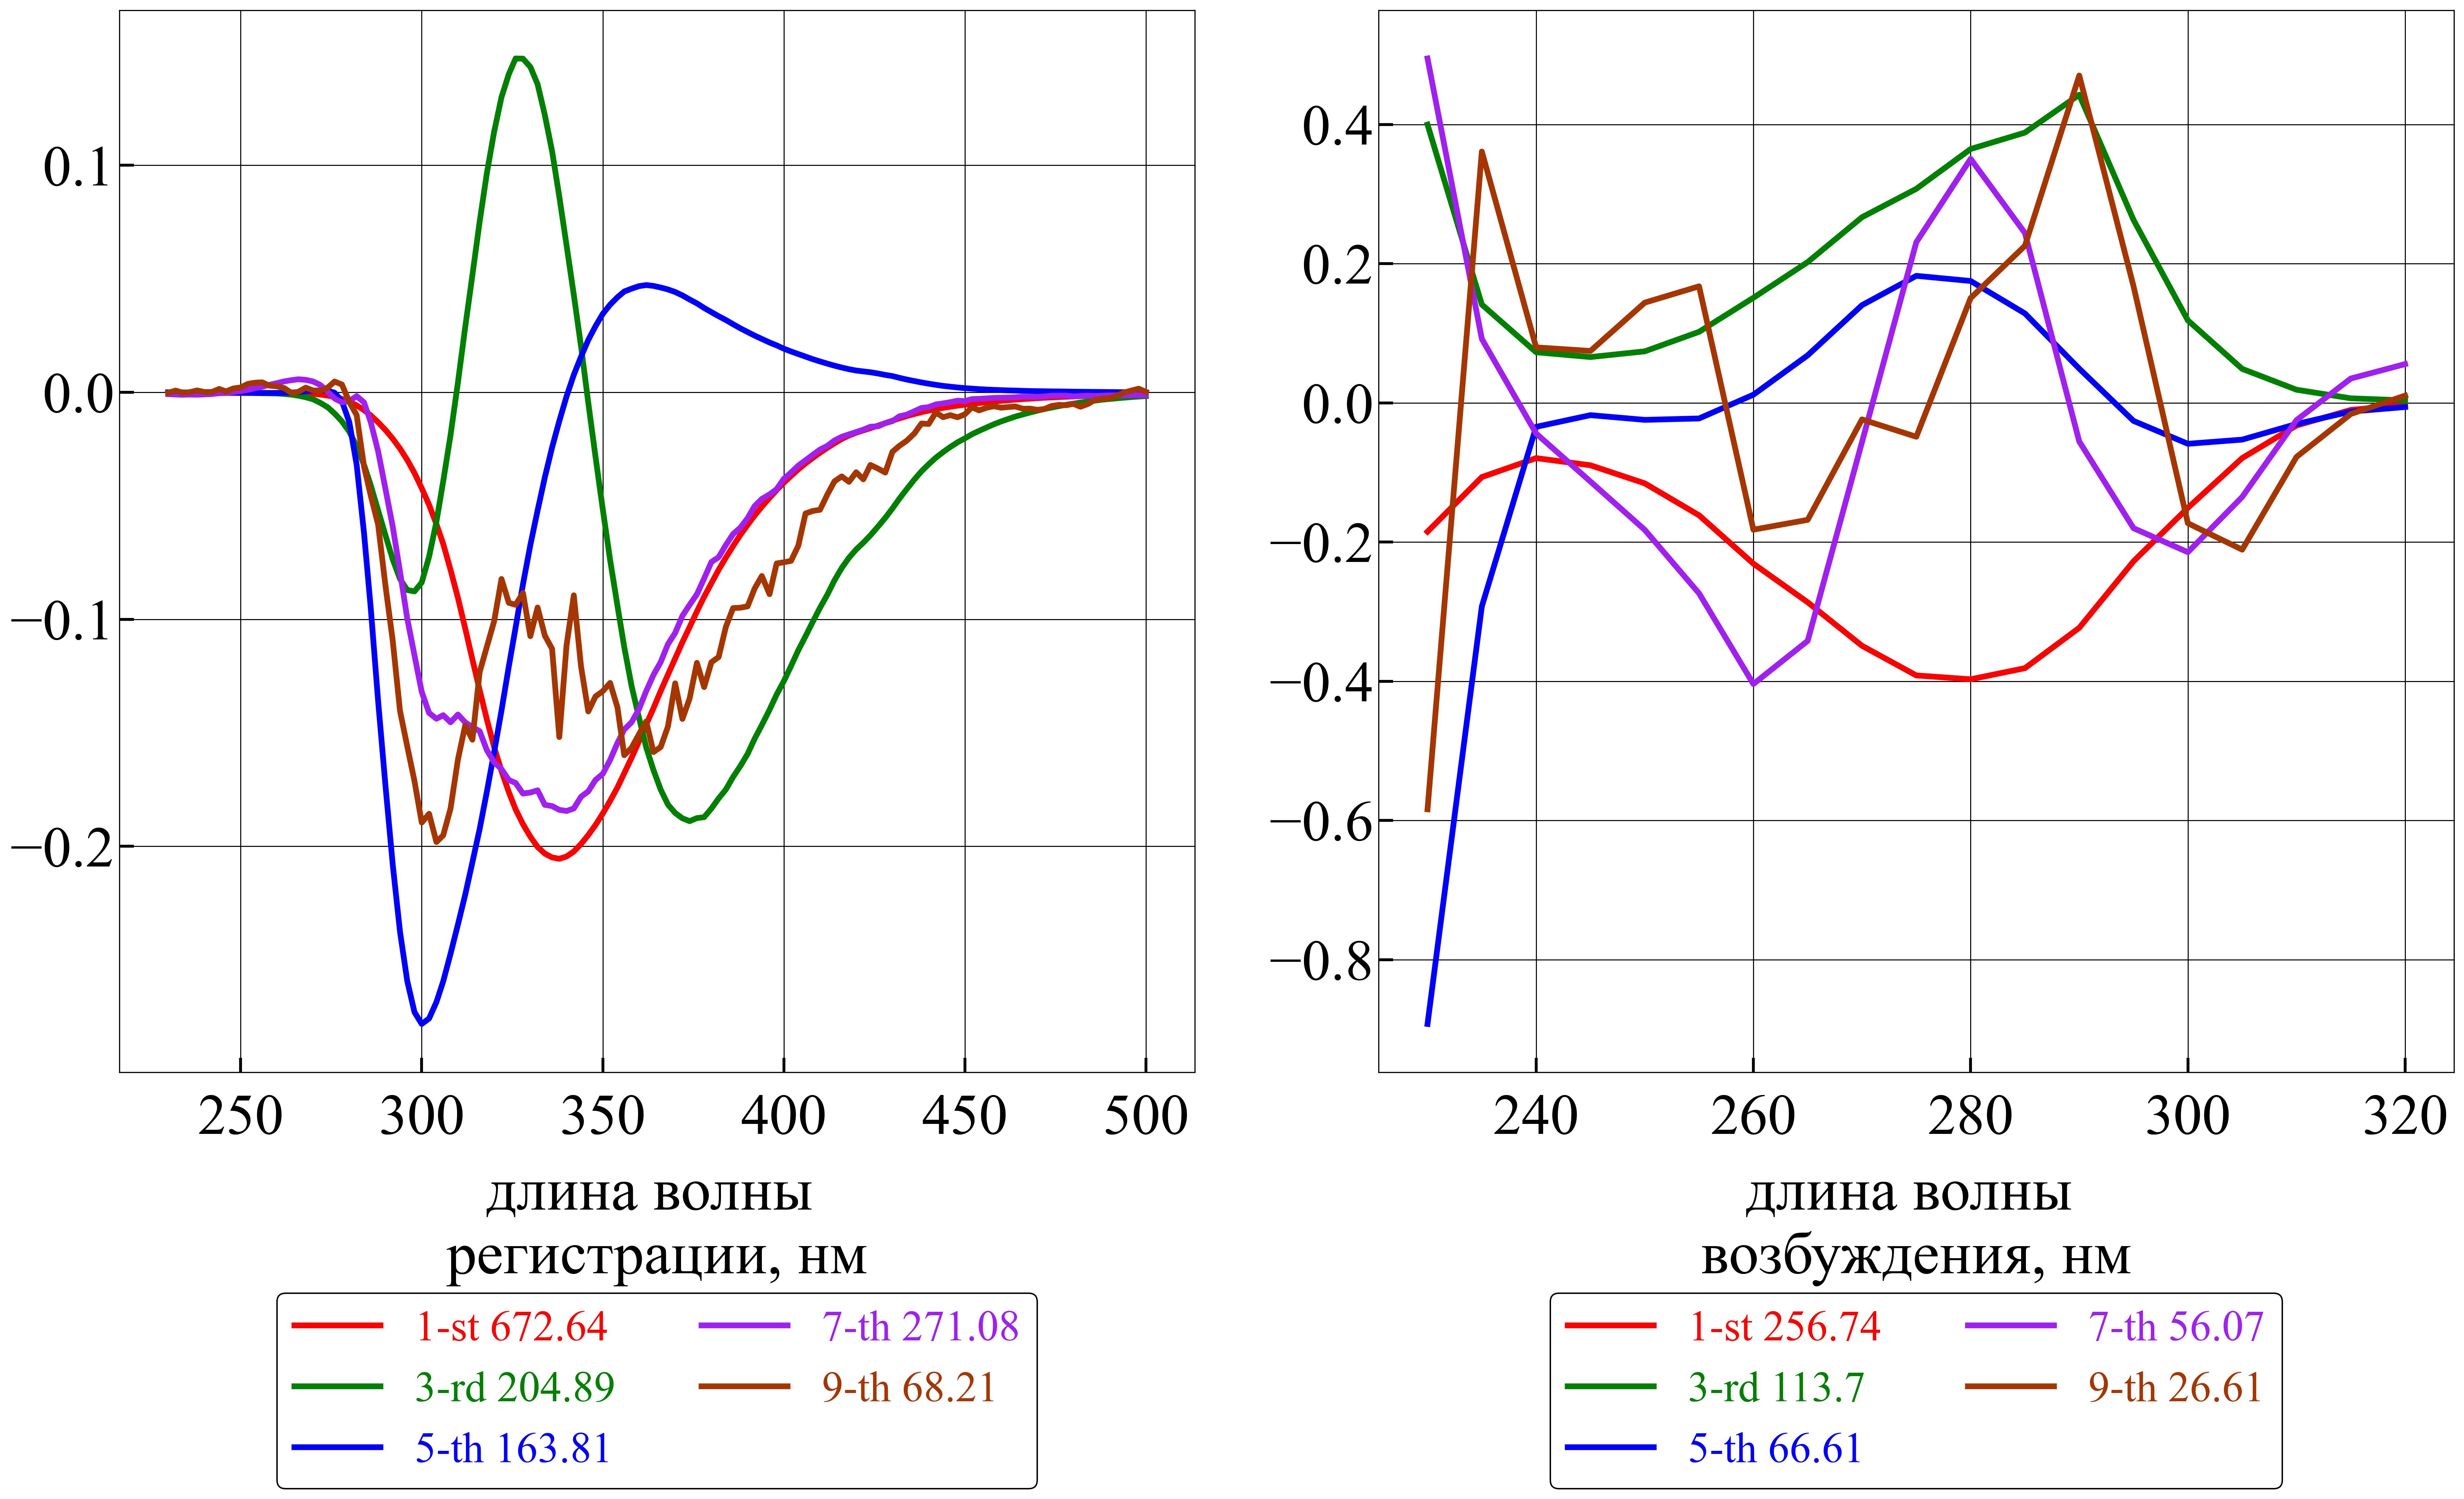 0.1
0.0
−0.1
−0.2
250 300 350 400 450 500
длина волны
регистрации, нм
1-st 672.64
3-rd 204.89
5-th 163.81
7-th 271.08
9-th 68.21
0.4
0.2
0.0
−0.2
−0.4
−0.6
−0.8
240 260 280 300 320
длина волны
возбуждения, нм
1-st 256.74
3-rd 113.7
5-th 66.61
7-th 56.07
9-th 26.61